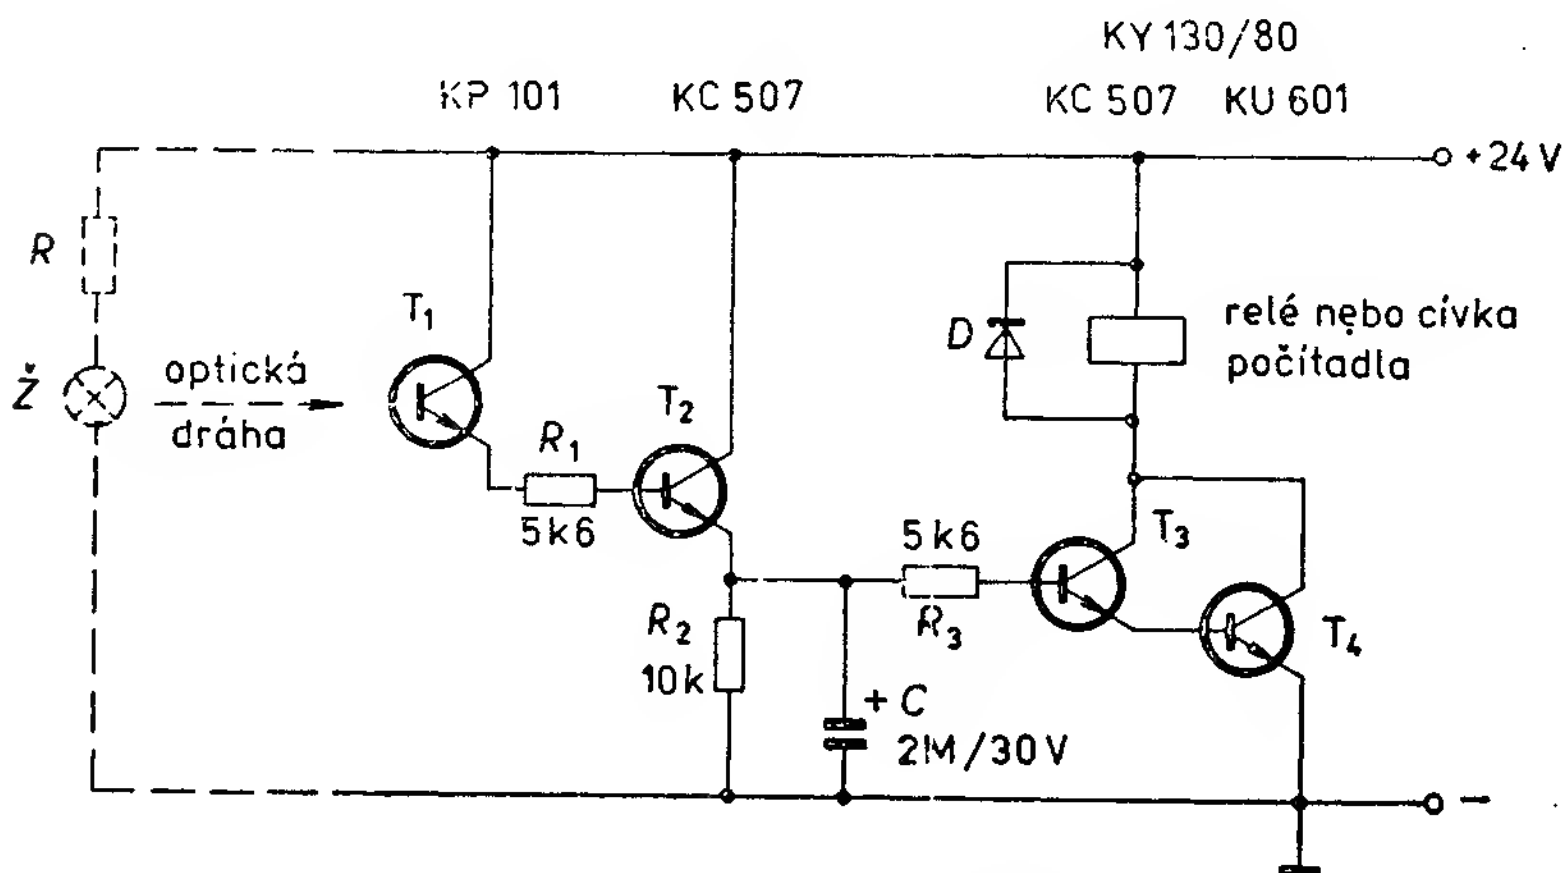 KY 130/80
KP 101
KC 507
KC 507
KU 601
+24 V
R
T1
D
relé nebo cívka
počítadla
Ž
optická
dráha
T2
R1
5k6
5k6
T3
R3
R2
10k
T4
+ C
2M/30V
−